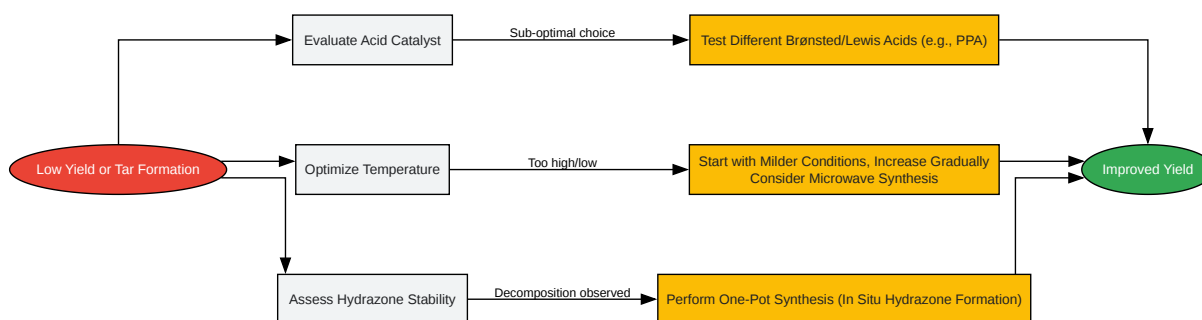 Evaluate Acid Catalyst
Sub-optimal choice
Test Different Brønsted/Lewis Acids (e.g., PPA)
Low Yield or Tar Formation
Optimize Temperature
Too high/low
Start with Milder Conditions, Increase Gradually
Consider Microwave Synthesis
Improved Yield
Assess Hydrazone Stability
Decomposition observed
Perform One-Pot Synthesis (In Situ Hydrazone Formation)